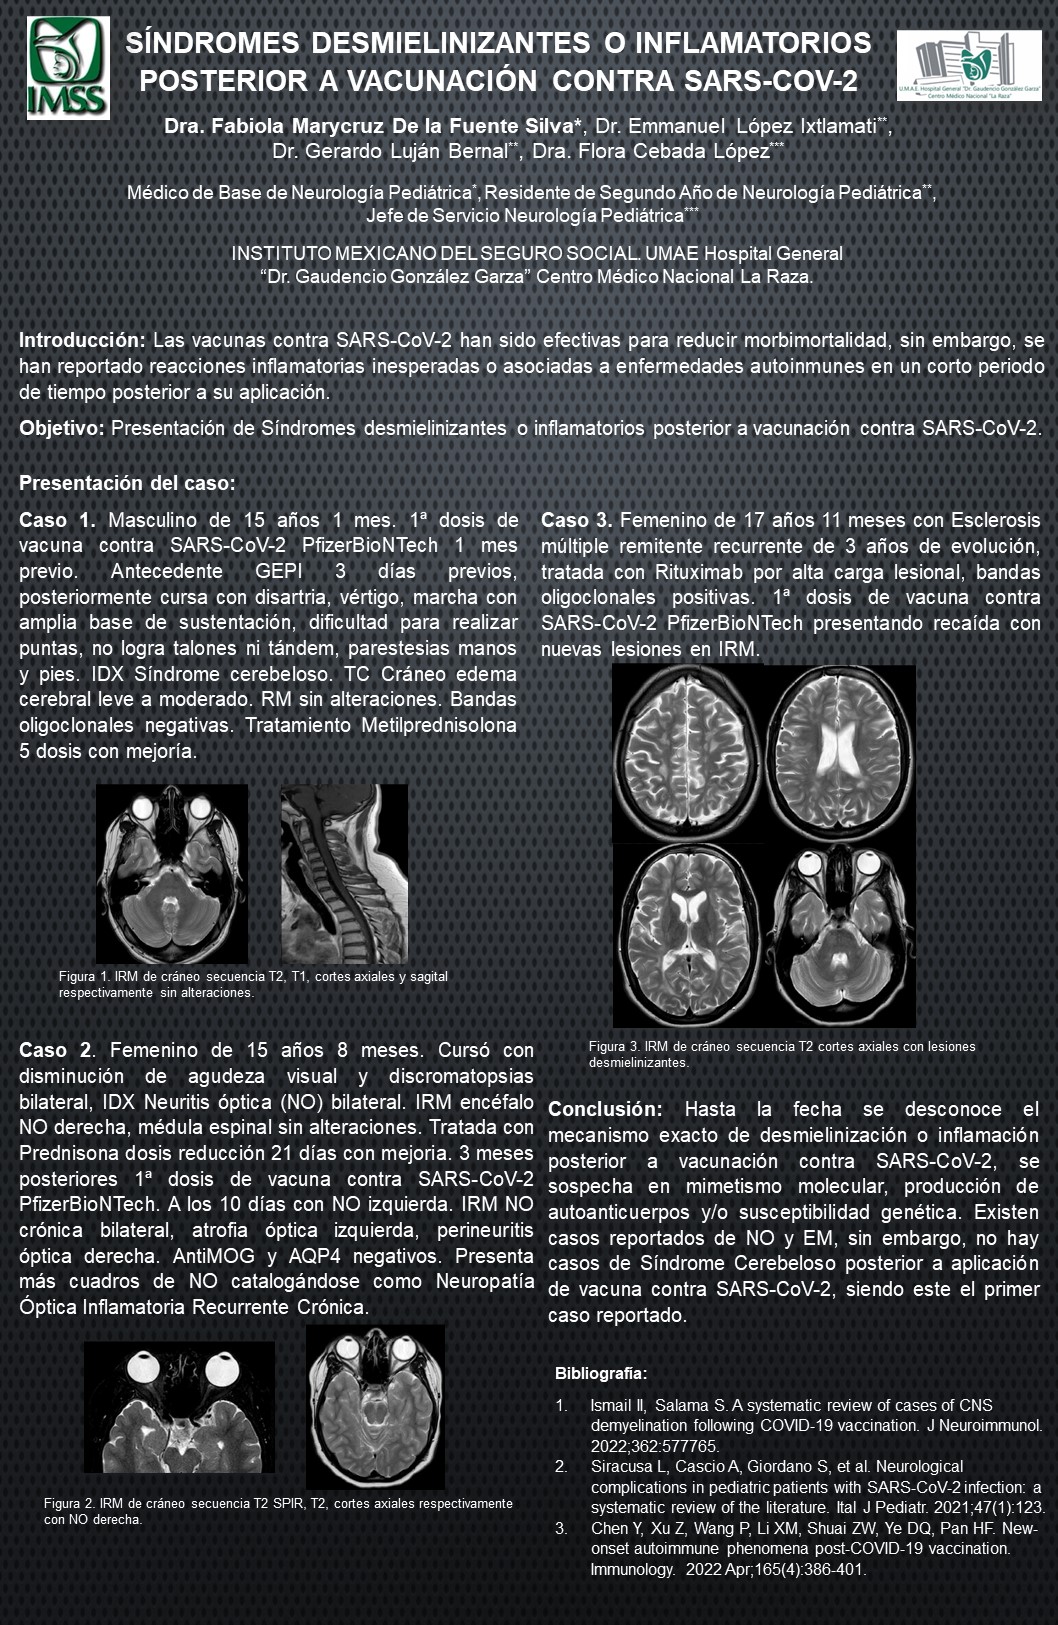 IMSS
SÍNDROMES DESMIELINIZANTES O INFLAMATORIOS
POSTERIOR A VACUNACIÓN CONTRA SARS-COV-2
U.M.A.E. Hospital General "Dr. Gaudencio González Garza"
Centro Médico Nacional "La Raza"
Dra. Fabiola Marycruz De la Fuente Silva*, Dr. Emmanuel López Ixtlamati**,
Dr. Gerardo Luján Bernal**, Dra. Flora Cebada López***
Médico de Base de Neurología Pediátrica*, Residente de Segundo Año de Neurología Pediátrica**,
Jefe de Servicio Neurología Pediátrica***
INSTITUTO MEXICANO DEL SEGURO SOCIAL. UMAE Hospital General
“Dr. Gaudencio González Garza” Centro Médico Nacional La Raza.
Introducción: Las vacunas contra SARS-CoV-2 han sido efectivas para reducir morbimortalidad, sin embargo, se
han reportado reacciones inflamatorias inesperadas o asociadas a enfermedades autoinmunes en un corto periodo
de tiempo posterior a su aplicación.
Objetivo: Presentación de Síndromes desmielinizantes o inflamatorios posterior a vacunación contra SARS-CoV-2.
Presentación del caso:
Caso 1. Masculino de 15 años 1 mes. 1ª dosis de
vacuna contra SARS-CoV-2 PfizerBioNTech 1 mes
previo. Antecedente GEPI 3 días previos,
posteriormente cursa con disartria, vértigo, marcha con
amplia base de sustentación, dificultad para realizar
puntas, no logra talones ni tándem, parestesias manos
y pies. IDX Síndrome cerebeloso. TC Cráneo edema
cerebral leve a moderado. RM sin alteraciones. Bandas
oligoclonales negativas. Tratamiento Metilprednisolona
5 dosis con mejoría.
Figura 1. IRM de cráneo secuencia T2, T1, cortes axiales y sagital
respectivamente sin alteraciones.
Caso 2. Femenino de 15 años 8 meses. Cursó con
disminución de agudeza visual y discromatopsias
bilateral, IDX Neuritis óptica (NO) bilateral. IRM encéfalo
NO derecha, médula espinal sin alteraciones. Tratada con
Prednisona dosis reducción 21 días con mejoria. 3 meses
posteriores 1ª dosis de vacuna contra SARS-CoV-2
PfizerBioNTech. A los 10 días con NO izquierda. IRM NO
crónica bilateral, atrofia óptica izquierda, perineuritis
óptica derecha. AntiMOG y AQP4 negativos. Presenta
más cuadros de NO catalogándose como Neuropatía
Óptica Inflamatoria Recurrente Crónica.
Figura 2. IRM de cráneo secuencia T2 SPIR, T2, cortes axiales respectivamente
con NO derecha.
Caso 3. Femenino de 17 años 11 meses con Esclerosis
múltiple remitente recurrente de 3 años de evolución,
tratada con Rituximab por alta carga lesional, bandas
oligoclonales positivas. 1ª dosis de vacuna contra
SARS-CoV-2 PfizerBioNTech presentando recaída con
nuevas lesiones en IRM.
Figura 3. IRM de cráneo secuencia T2 cortes axiales con lesiones
desmielinizantes.
Conclusión: Hasta la fecha se desconoce el
mecanismo exacto de desmielinización o inflamación
posterior a vacunación contra SARS-CoV-2, se
sospecha en mimetismo molecular, producción de
autoanticuerpos y/o susceptibilidad genética. Existen
casos reportados de NO y EM, sin embargo, no hay
casos de Síndrome Cerebeloso posterior a aplicación
de vacuna contra SARS-CoV-2, siendo este el primer
caso reportado.
Bibliografía:
1. Ismail II, Salama S. A systematic review of cases of CNS
demyelination following COVID-19 vaccination. J Neuroimmunol.
2022;362:577765.
2. Siracusa L, Cascio A, Giordano S, et al. Neurological
complications in pediatric patients with SARS-CoV-2 infection: a
systematic review of the literature. Ital J Pediatr. 2021;47(1):123.
3. Chen Y, Xu Z, Wang P, Li XM, Shuai ZW, Ye DQ, Pan HF. New-
onset autoimmune phenomena post-COVID-19 vaccination.
Immunology. 2022 Apr;165(4):386-401.